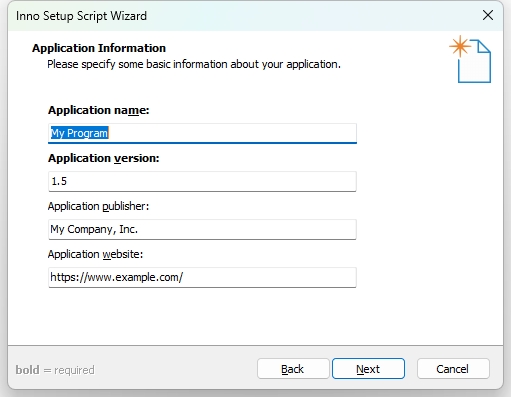 Inno Setup Script Wizard
Application Information
Please specify some basic information about your application.
Application name:
My Program
Application version:
1.5
Application publisher:
My Company, Inc.
Application website:
https://www.example.com/
bold = required
Back
Next
Cancel